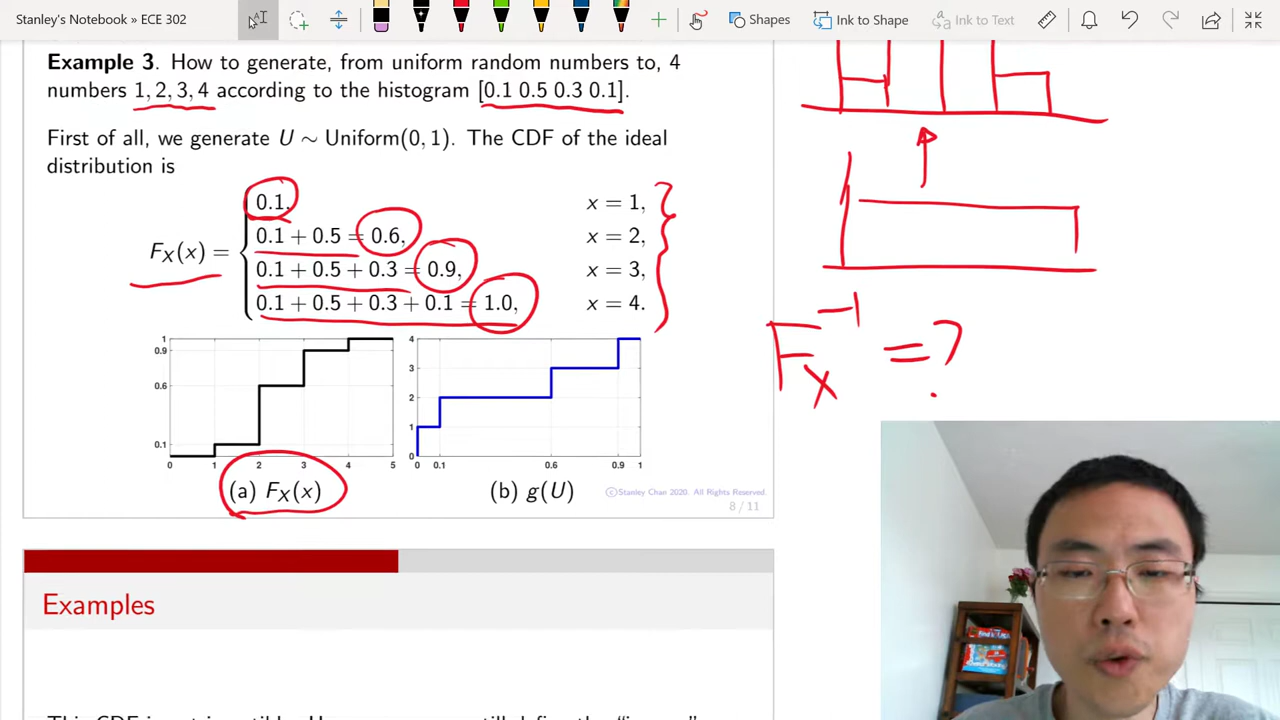 Stanley's Notebook » ECE 302
Shapes
Ink to Shape
Ink to Text
Example 3. How to generate, from uniform random numbers to, 4
numbers 1, 2, 3, 4 according to the histogram [0.1 0.5 0.3 0.1].
First of all, we generate U ∼ Uniform(0, 1). The CDF of the ideal
distribution is
F_X(x) =
0.1, x = 1,
0.1 + 0.5 = 0.6, x = 2,
0.1 + 0.5 + 0.3 = 0.9, x = 3,
0.1 + 0.5 + 0.3 + 0.1 = 1.0, x = 4.
F_X^{-1} = ?
1
0.9
0.6
0.1
0 1 2 3 4 5
4
3
2
1
0
0 0.1 0.6 0.9 1
(a) F_X(x)
(b) g(U)
©Stanley Chan 2020. All Rights Reserved.
8 / 11
Examples